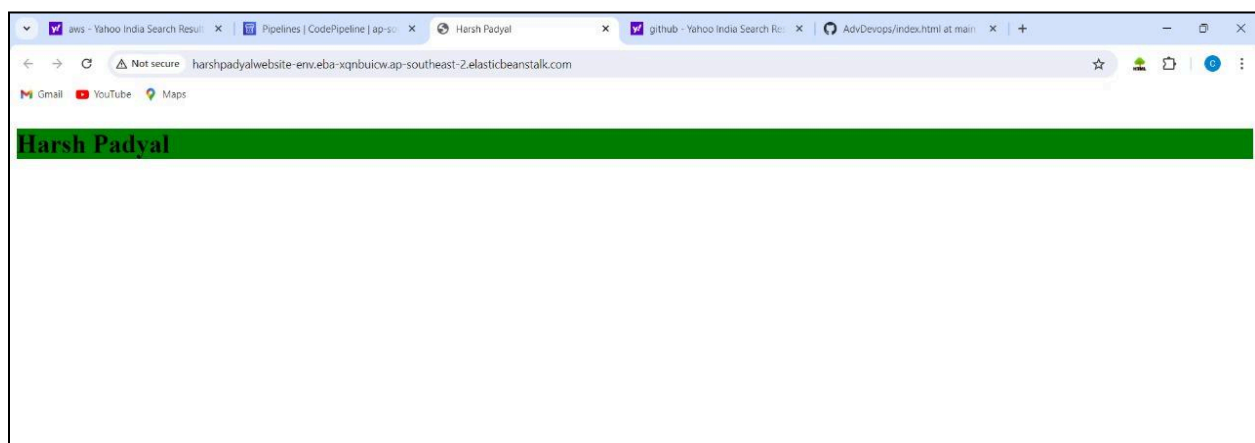 aws - Yahoo India Search Result
Pipelines | CodePipeline | ap-so
Harsh Padyal
github - Yahoo India Search Res
AdvDevops/index.html at main
Not secure harshpadyalwebsite-env.eba-xqnbuicw.ap-southeast-2.elasticbeanstalk.com
Gmail YouTube Maps
Harsh Padyal